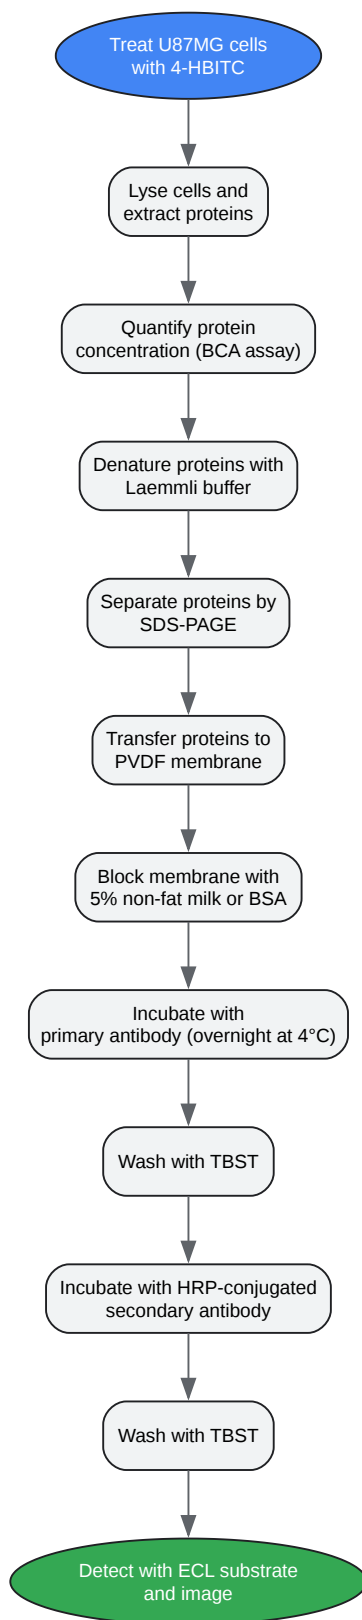 Treat U87MG cells
with 4-HBITC
Lyse cells and
extract proteins
Quantify protein
concentration (BCA assay)
Denature proteins with
Laemmli buffer
Separate proteins by
SDS-PAGE
Transfer proteins to
PVDF membrane
Block membrane with
5% non-fat milk or BSA
Incubate with
primary antibody (overnight at 4°C)
Wash with TBST
Incubate with HRP-conjugated
secondary antibody
Wash with TBST
Detect with ECL substrate
and image